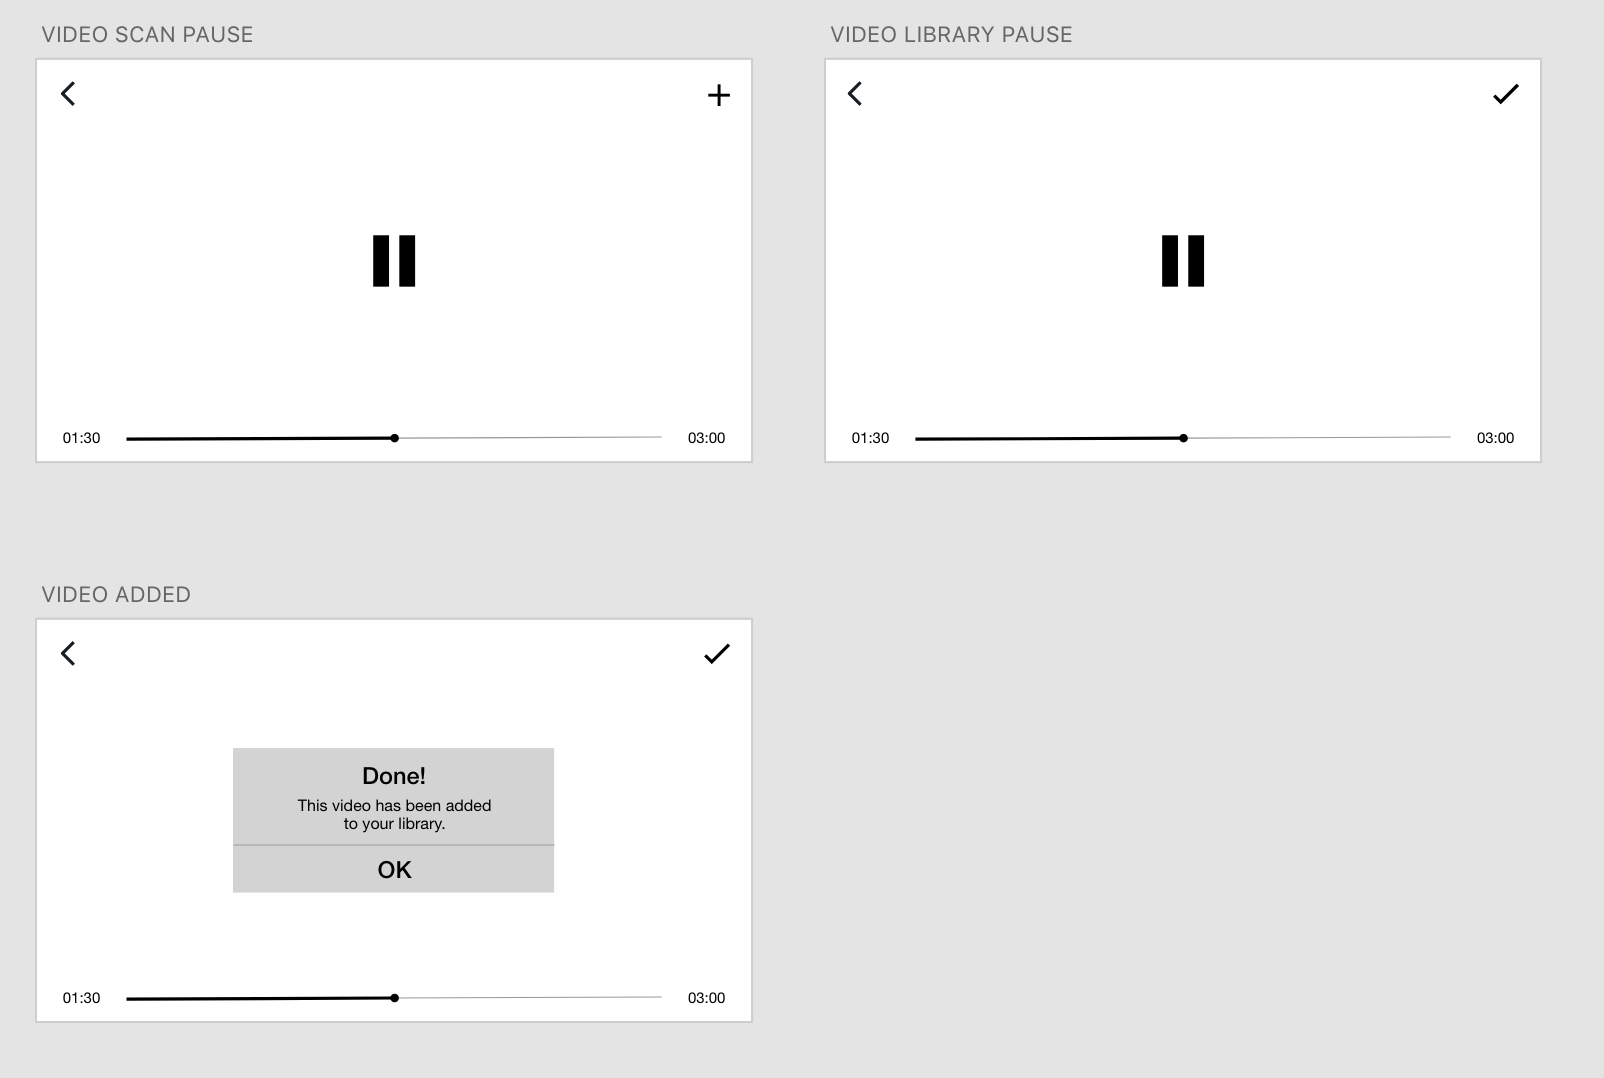 VIDEO SCAN PAUSE
VIDEO LIBRARY PAUSE
01:30
03:00
01:30
03:00
VIDEO ADDED
Done!
This video has been added
to your library.
OK
01:30
03:00